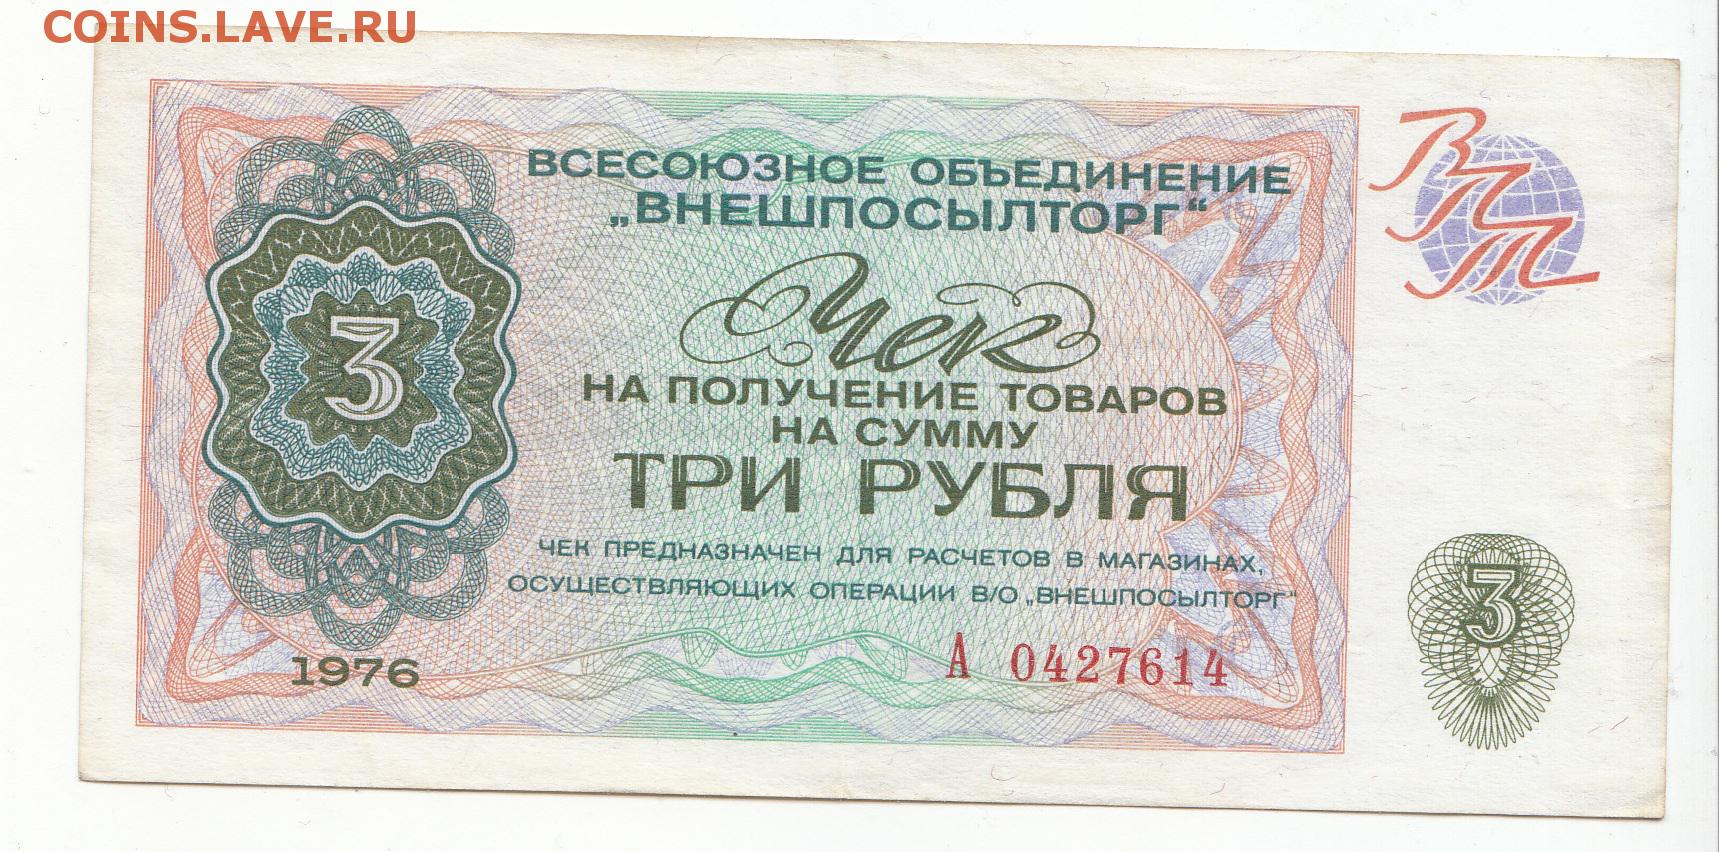 COINS.LAVE.RU
ВСЕСОЮЗНОЕ ОБЪЕДИНЕНИЕ
„ВНЕШПОСЫЛТОРГ“
ВПТ
Чек
3
НА ПОЛУЧЕНИЕ ТОВАРОВ
НА СУММУ
ТРИ РУБЛЯ
ЧЕК ПРЕДНАЗНАЧЕН ДЛЯ РАСЧЕТОВ В МАГАЗИНАХ,
ОСУЩЕСТВЛЯЮЩИХ ОПЕРАЦИИ В/О „ВНЕШПОСЫЛТОРГ“
3
1976
А 0427614